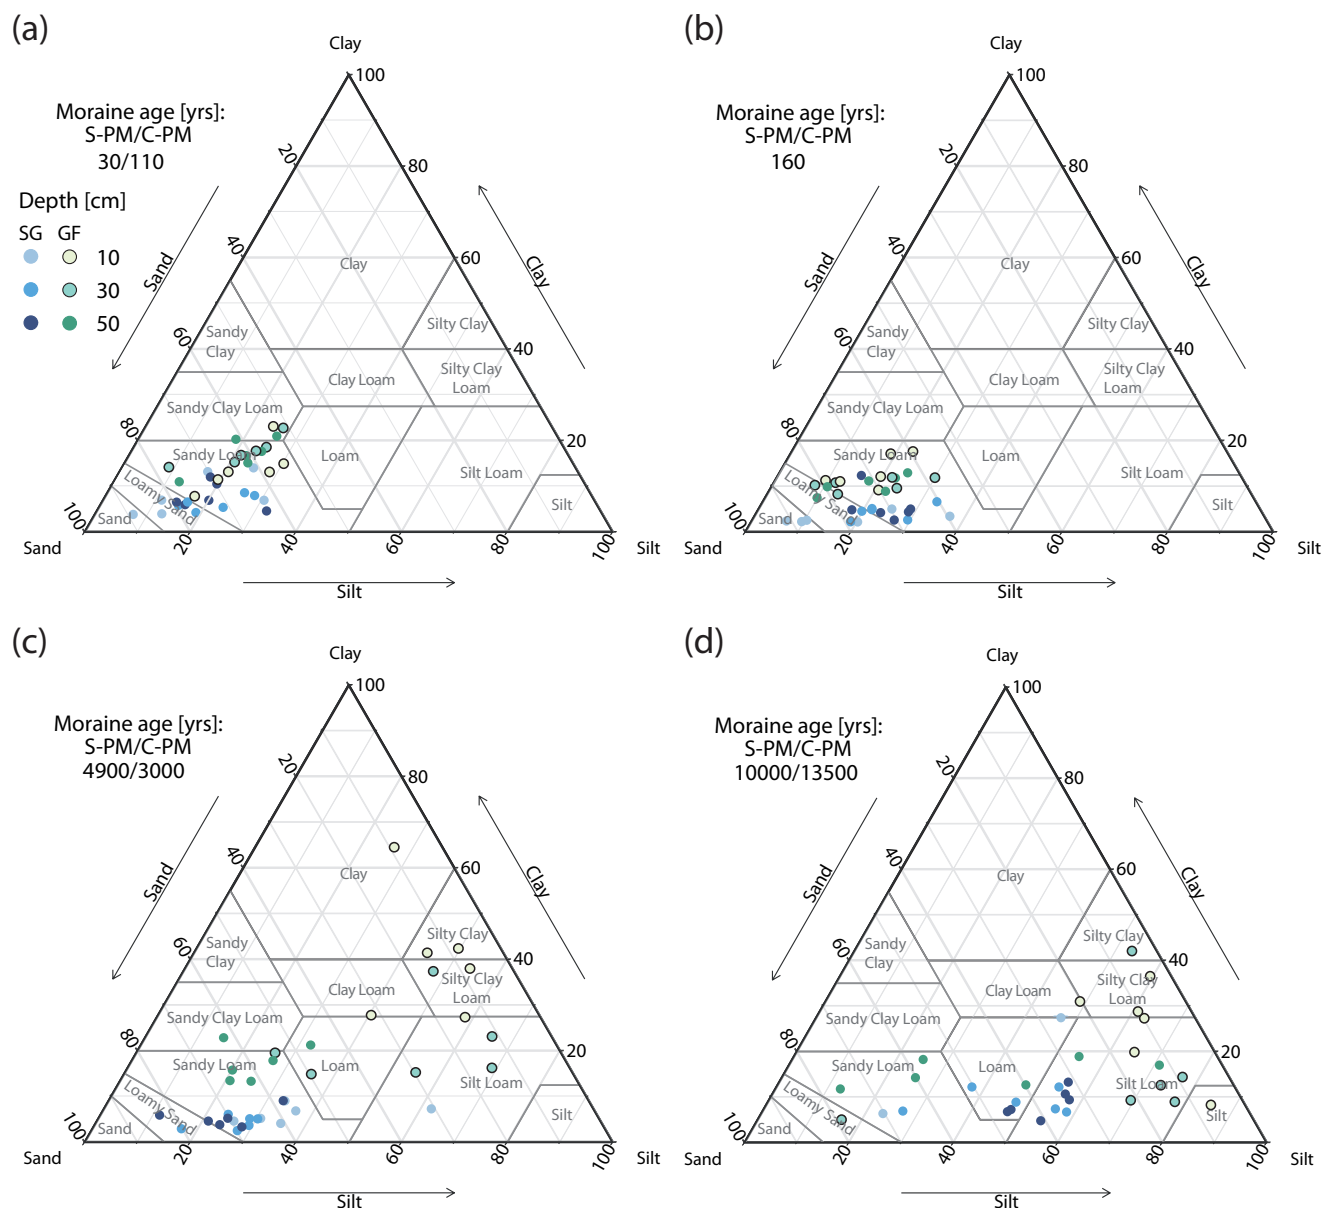 (a)
Clay
100
Moraine age [yrs]:
S-PM/C-PM
30/110
20
80
Depth [cm]
SG GF
10
30
50
40
60
Sand
Clay
Clay
60
Sandy
Clay
Silty Clay
40
Clay Loam
Silty Clay
Loam
80
Sandy Clay Loam
20
Sandy Loam
Loam
Silt Loam
Loamy Sand
Silt
100
Sand
Sand
20
40
60
80
100
Silt
Silt
(b)
Clay
100
Moraine age [yrs]:
S-PM/C-PM
160
20
80
40
60
Sand
Clay
Clay
60
Sandy
Clay
Silty Clay
40
Clay Loam
Silty Clay
Loam
80
Sandy Clay Loam
20
Sandy Loam
Loam
Silt Loam
Loamy Sand
Silt
100
Sand
Sand
20
40
60
80
100
Silt
Silt
(c)
Clay
100
Moraine age [yrs]:
S-PM/C-PM
4900/3000
20
80
40
60
Sand
Clay
Clay
60
Sandy
Clay
Silty Clay
40
Clay Loam
Silty Clay
Loam
80
Sandy Clay Loam
20
Sandy Loam
Loam
Silt Loam
Loamy Sand
Silt
100
Sand
Sand
20
40
60
80
100
Silt
Silt
(d)
Clay
100
Moraine age [yrs]:
S-PM/C-PM
10000/13500
20
80
40
60
Sand
Clay
Clay
60
Sandy
Clay
Silty Clay
40
Clay Loam
Silty Clay
Loam
80
Sandy Clay Loam
20
Sandy Loam
Loam
Silt Loam
Loamy Sand
Silt
100
Sand
Sand
20
40
60
80
100
Silt
Silt